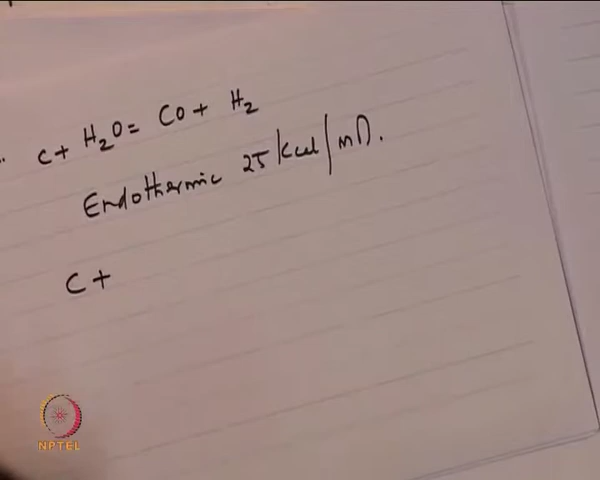 C + H₂O = CO + H₂
Endothermic 25 kcal/mol.
C +
NPTEL